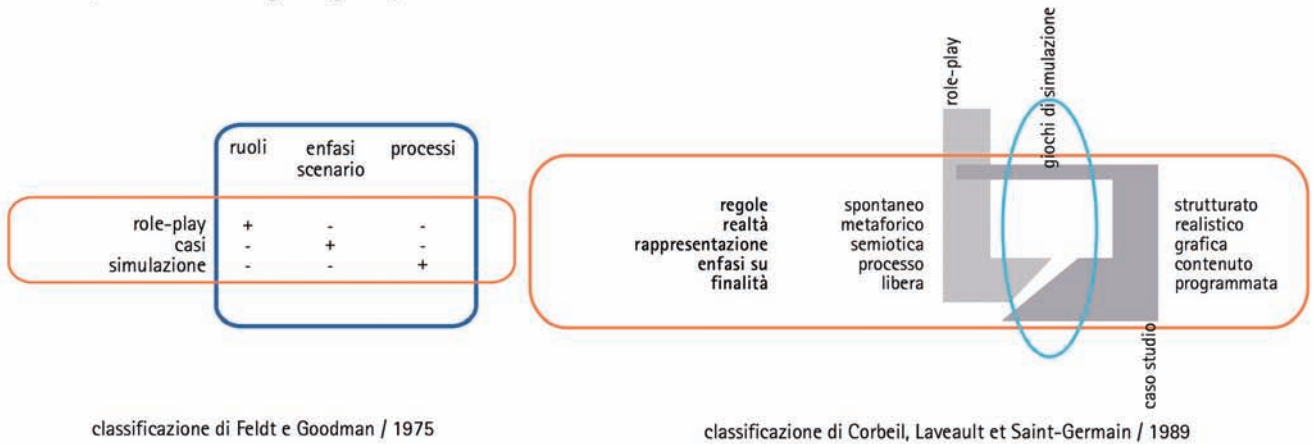 ruoli enfasi processi
scenario
role-play + - -
casi - + -
simulazione - - +
classificazione di Feldt e Goodman / 1975
role-play
giochi di simulazione
regole spontaneo strutturato
realtà metaforico realistico
rappresentazione semiotica grafica
enfasi su processo contenuto
finalità libera programmata
caso studio
classificazione di Corbeil, Laveault et Saint-Germain / 1989